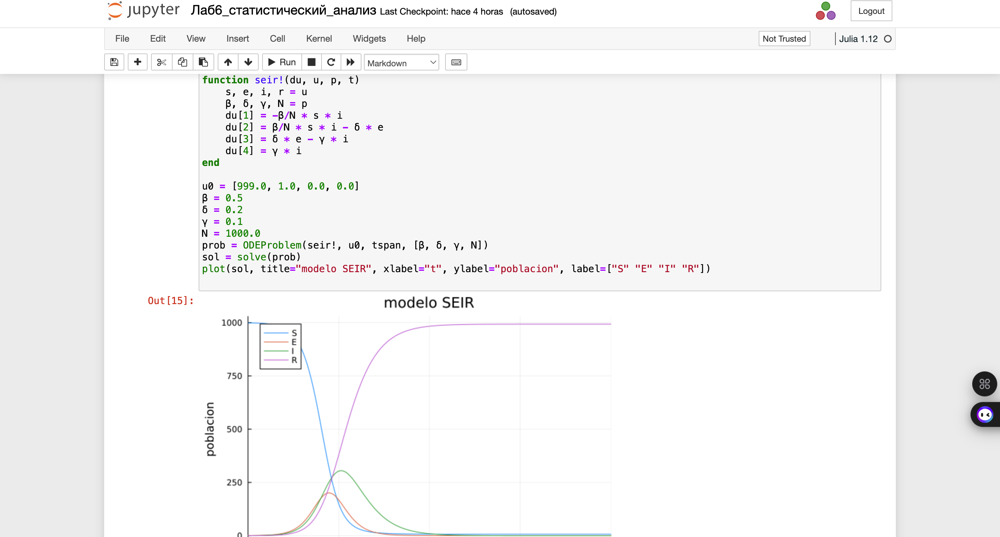 jupyter Лаб6_статистический_анализ Last Checkpoint: hace 4 horas (autosaved)
Logout
File Edit View Insert Cell Kernel Widgets Help
Not Trusted
Julia 1.12
Run
Markdown
function seir!(du, u, p, t)
    s, e, i, r = u
    β, δ, γ, N = p
    du[1] = -β/N * s * i
    du[2] = β/N * s * i - δ * e
    du[3] = δ * e - γ * i
    du[4] = γ * i
end
u0 = [999.0, 1.0, 0.0, 0.0]
β = 0.5
δ = 0.2
γ = 0.1
N = 1000.0
prob = ODEProblem(seir!, u0, tspan, [β, δ, γ, N])
sol = solve(prob)
plot(sol, title="modelo SEIR", xlabel="t", ylabel="poblacion", label=["S" "E" "I" "R"])
Out[15]:
modelo SEIR
1000
S
E
I
R
750
poblacion
500
250
0